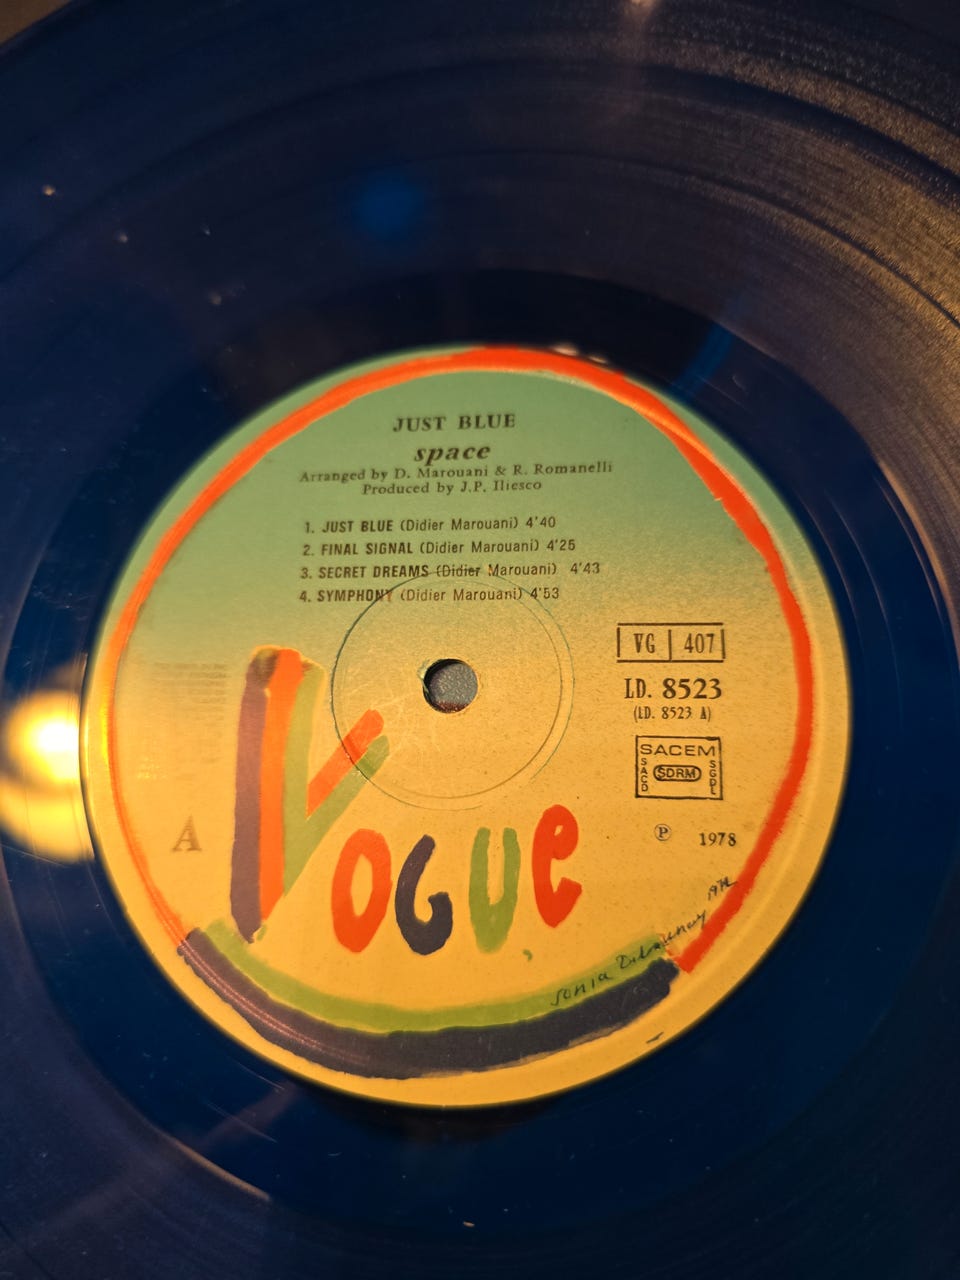 JUST BLUE
space
Arranged by D. Marouani & R. Romanelli
Produced by J.P. Iliesco
1. JUST BLUE (Didier Marouani) 4'40
2. FINAL SIGNAL (Didier Marouani) 4'25
3. SECRET DREAMS (Didier Marouani) 4'43
4. SYMPHONY (Didier Marouani) 4'53
VG 407
LD. 8523
(LD. 8523 A)
SACEM
SACD SDRM SGDL
A
℗ 1978
VOGUE
Sonia Delaunay